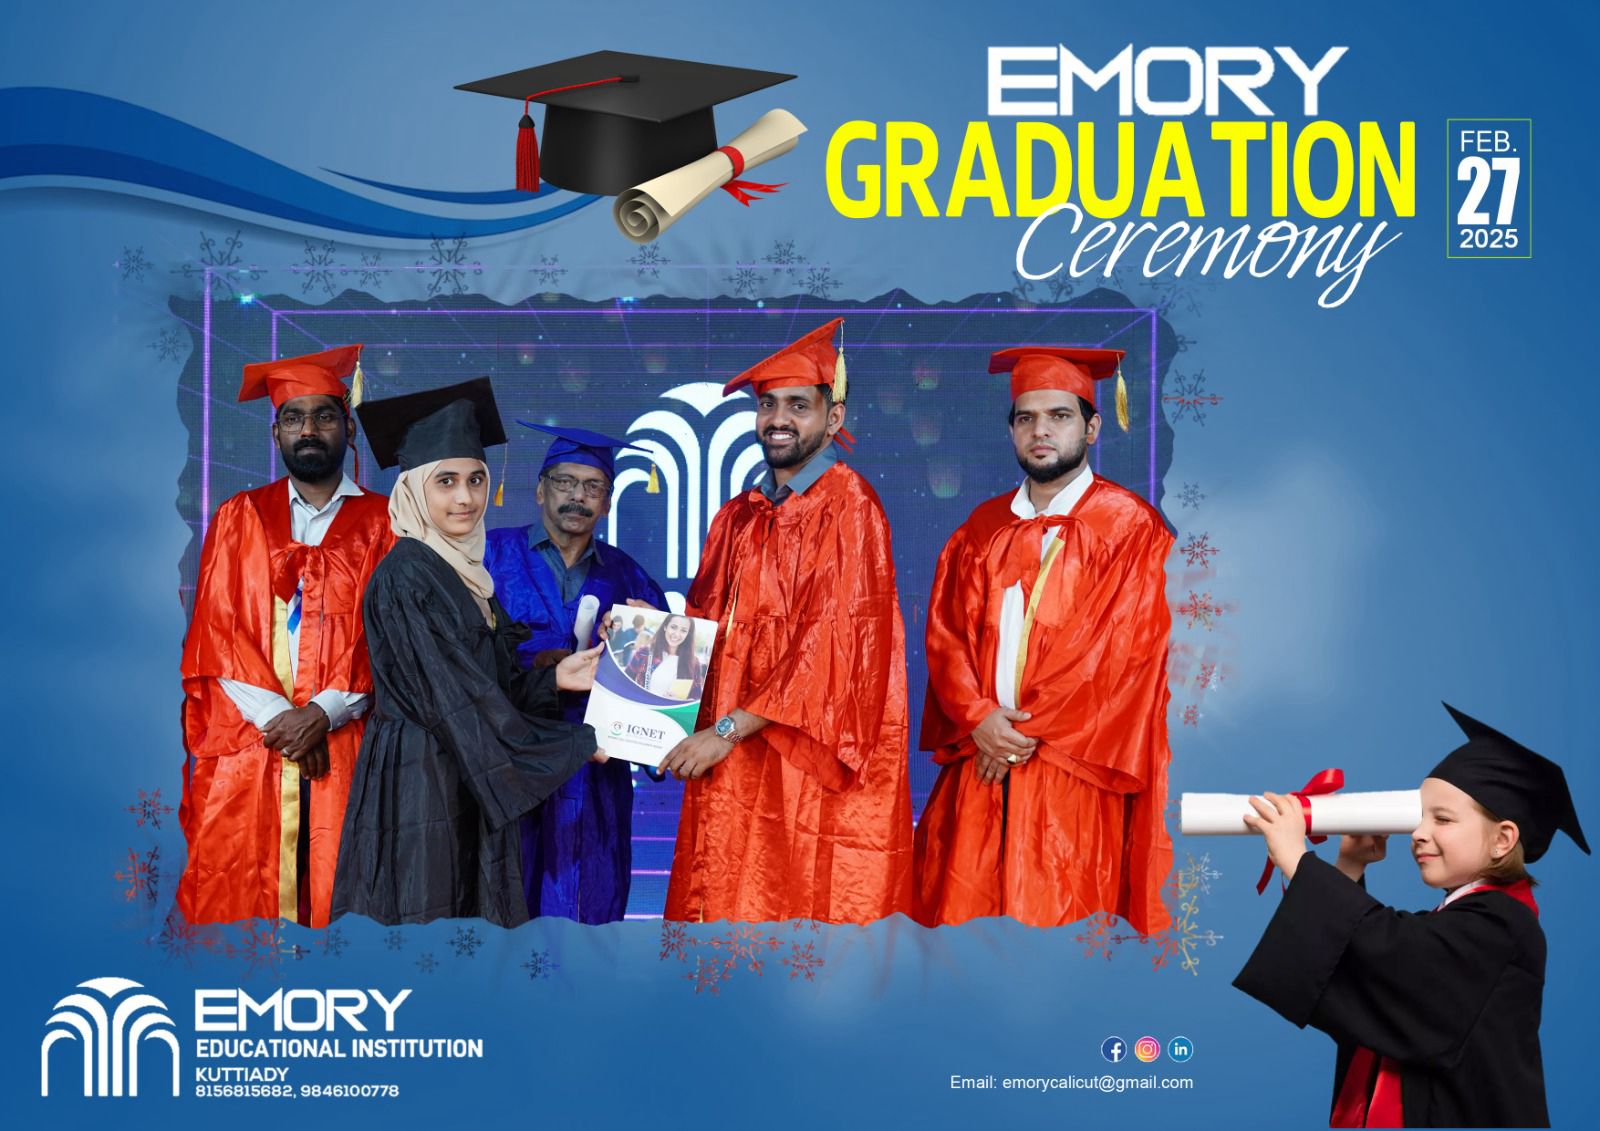 EMORY
GRADUATION
Ceremony
FEB.
27
2025
IGNET
EMORY
EDUCATIONAL INSTITUTION
KUTTIADY
8156815682, 9846100778
Email: emorycalicut@gmail.com